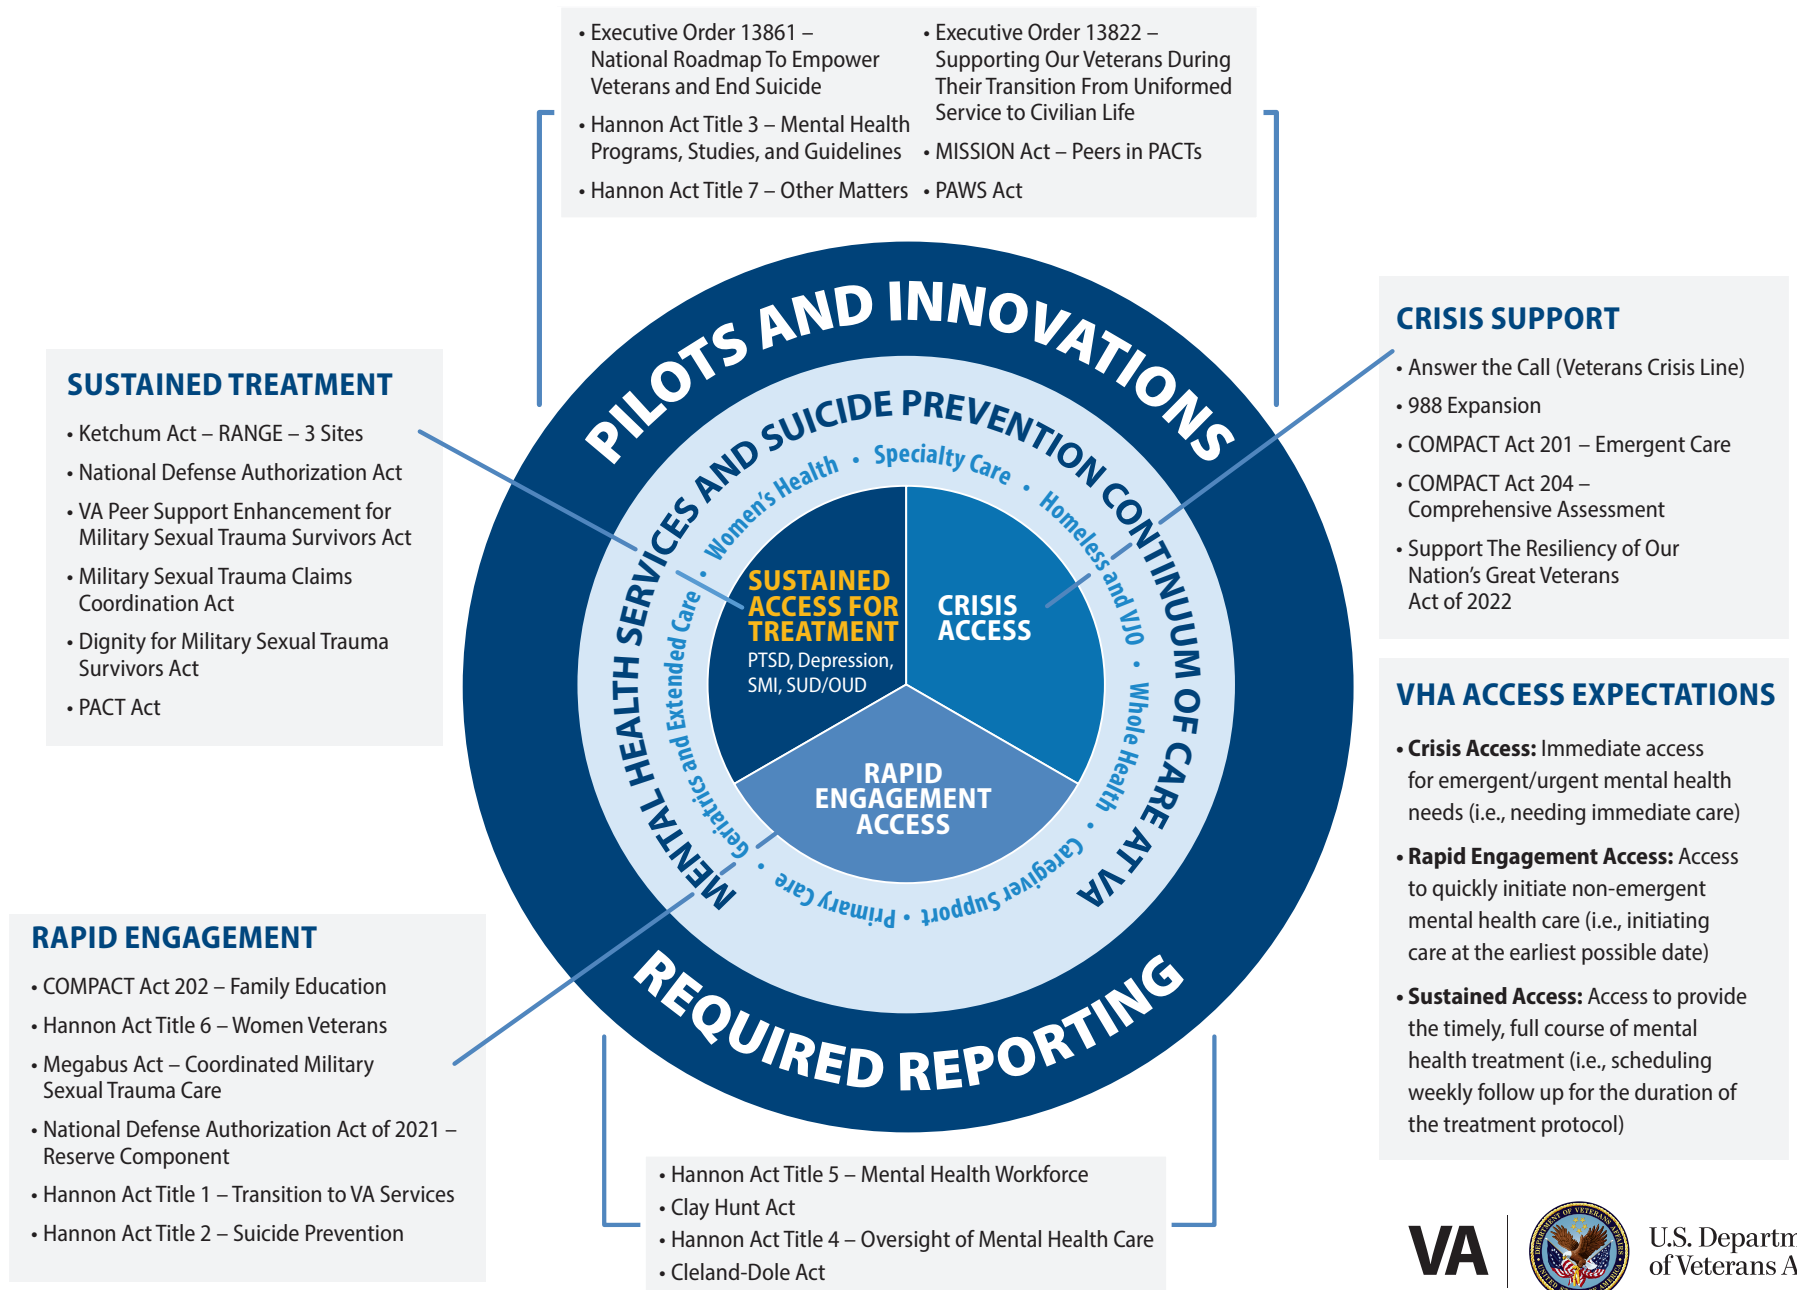 • Executive Order 13861 –
National Roadmap To Empower
Veterans and End Suicide
• Hannon Act Title 3 – Mental Health
Programs, Studies, and Guidelines
• Hannon Act Title 7 – Other Matters
• Executive Order 13822 –
Supporting Our Veterans During
Their Transition From Uniformed
Service to Civilian Life
• MISSION Act – Peers in PACTs
• PAWS Act
PILOTS AND INNOVATIONS
MENTAL HEALTH SERVICES AND SUICIDE PREVENTION CONTINUUM OF CARE AT VA
Geriatrics and Extended Care • Women's Health • Specialty Care • Homeless and VJO • Whole Health • Caregiver Support • Primary Care •
SUSTAINED
ACCESS FOR
TREATMENT
PTSD, Depression,
SMI, SUD/OUD
CRISIS
ACCESS
RAPID
ENGAGEMENT
ACCESS
REQUIRED REPORTING
SUSTAINED TREATMENT
• Ketchum Act – RANGE – 3 Sites
• National Defense Authorization Act
• VA Peer Support Enhancement for
Military Sexual Trauma Survivors Act
• Military Sexual Trauma Claims
Coordination Act
• Dignity for Military Sexual Trauma
Survivors Act
• PACT Act
RAPID ENGAGEMENT
• COMPACT Act 202 – Family Education
• Hannon Act Title 6 – Women Veterans
• Megabus Act – Coordinated Military
Sexual Trauma Care
• National Defense Authorization Act of 2021 –
Reserve Component
• Hannon Act Title 1 – Transition to VA Services
• Hannon Act Title 2 – Suicide Prevention
• Hannon Act Title 5 – Mental Health Workforce
• Clay Hunt Act
• Hannon Act Title 4 – Oversight of Mental Health Care
• Cleland-Dole Act
CRISIS SUPPORT
• Answer the Call (Veterans Crisis Line)
• 988 Expansion
• COMPACT Act 201 – Emergent Care
• COMPACT Act 204 –
Comprehensive Assessment
• Support The Resiliency of Our
Nation's Great Veterans
Act of 2022
VHA ACCESS EXPECTATIONS
• Crisis Access: Immediate access
for emergent/urgent mental health
needs (i.e., needing immediate care)
• Rapid Engagement Access: Access
to quickly initiate non-emergent
mental health care (i.e., initiating
care at the earliest possible date)
• Sustained Access: Access to provide
the timely, full course of mental
health treatment (i.e., scheduling
weekly follow up for the duration of
the treatment protocol)
VA
DEPARTMENT OF VETERANS AFFAIRS
U.S. Departm
of Veterans A